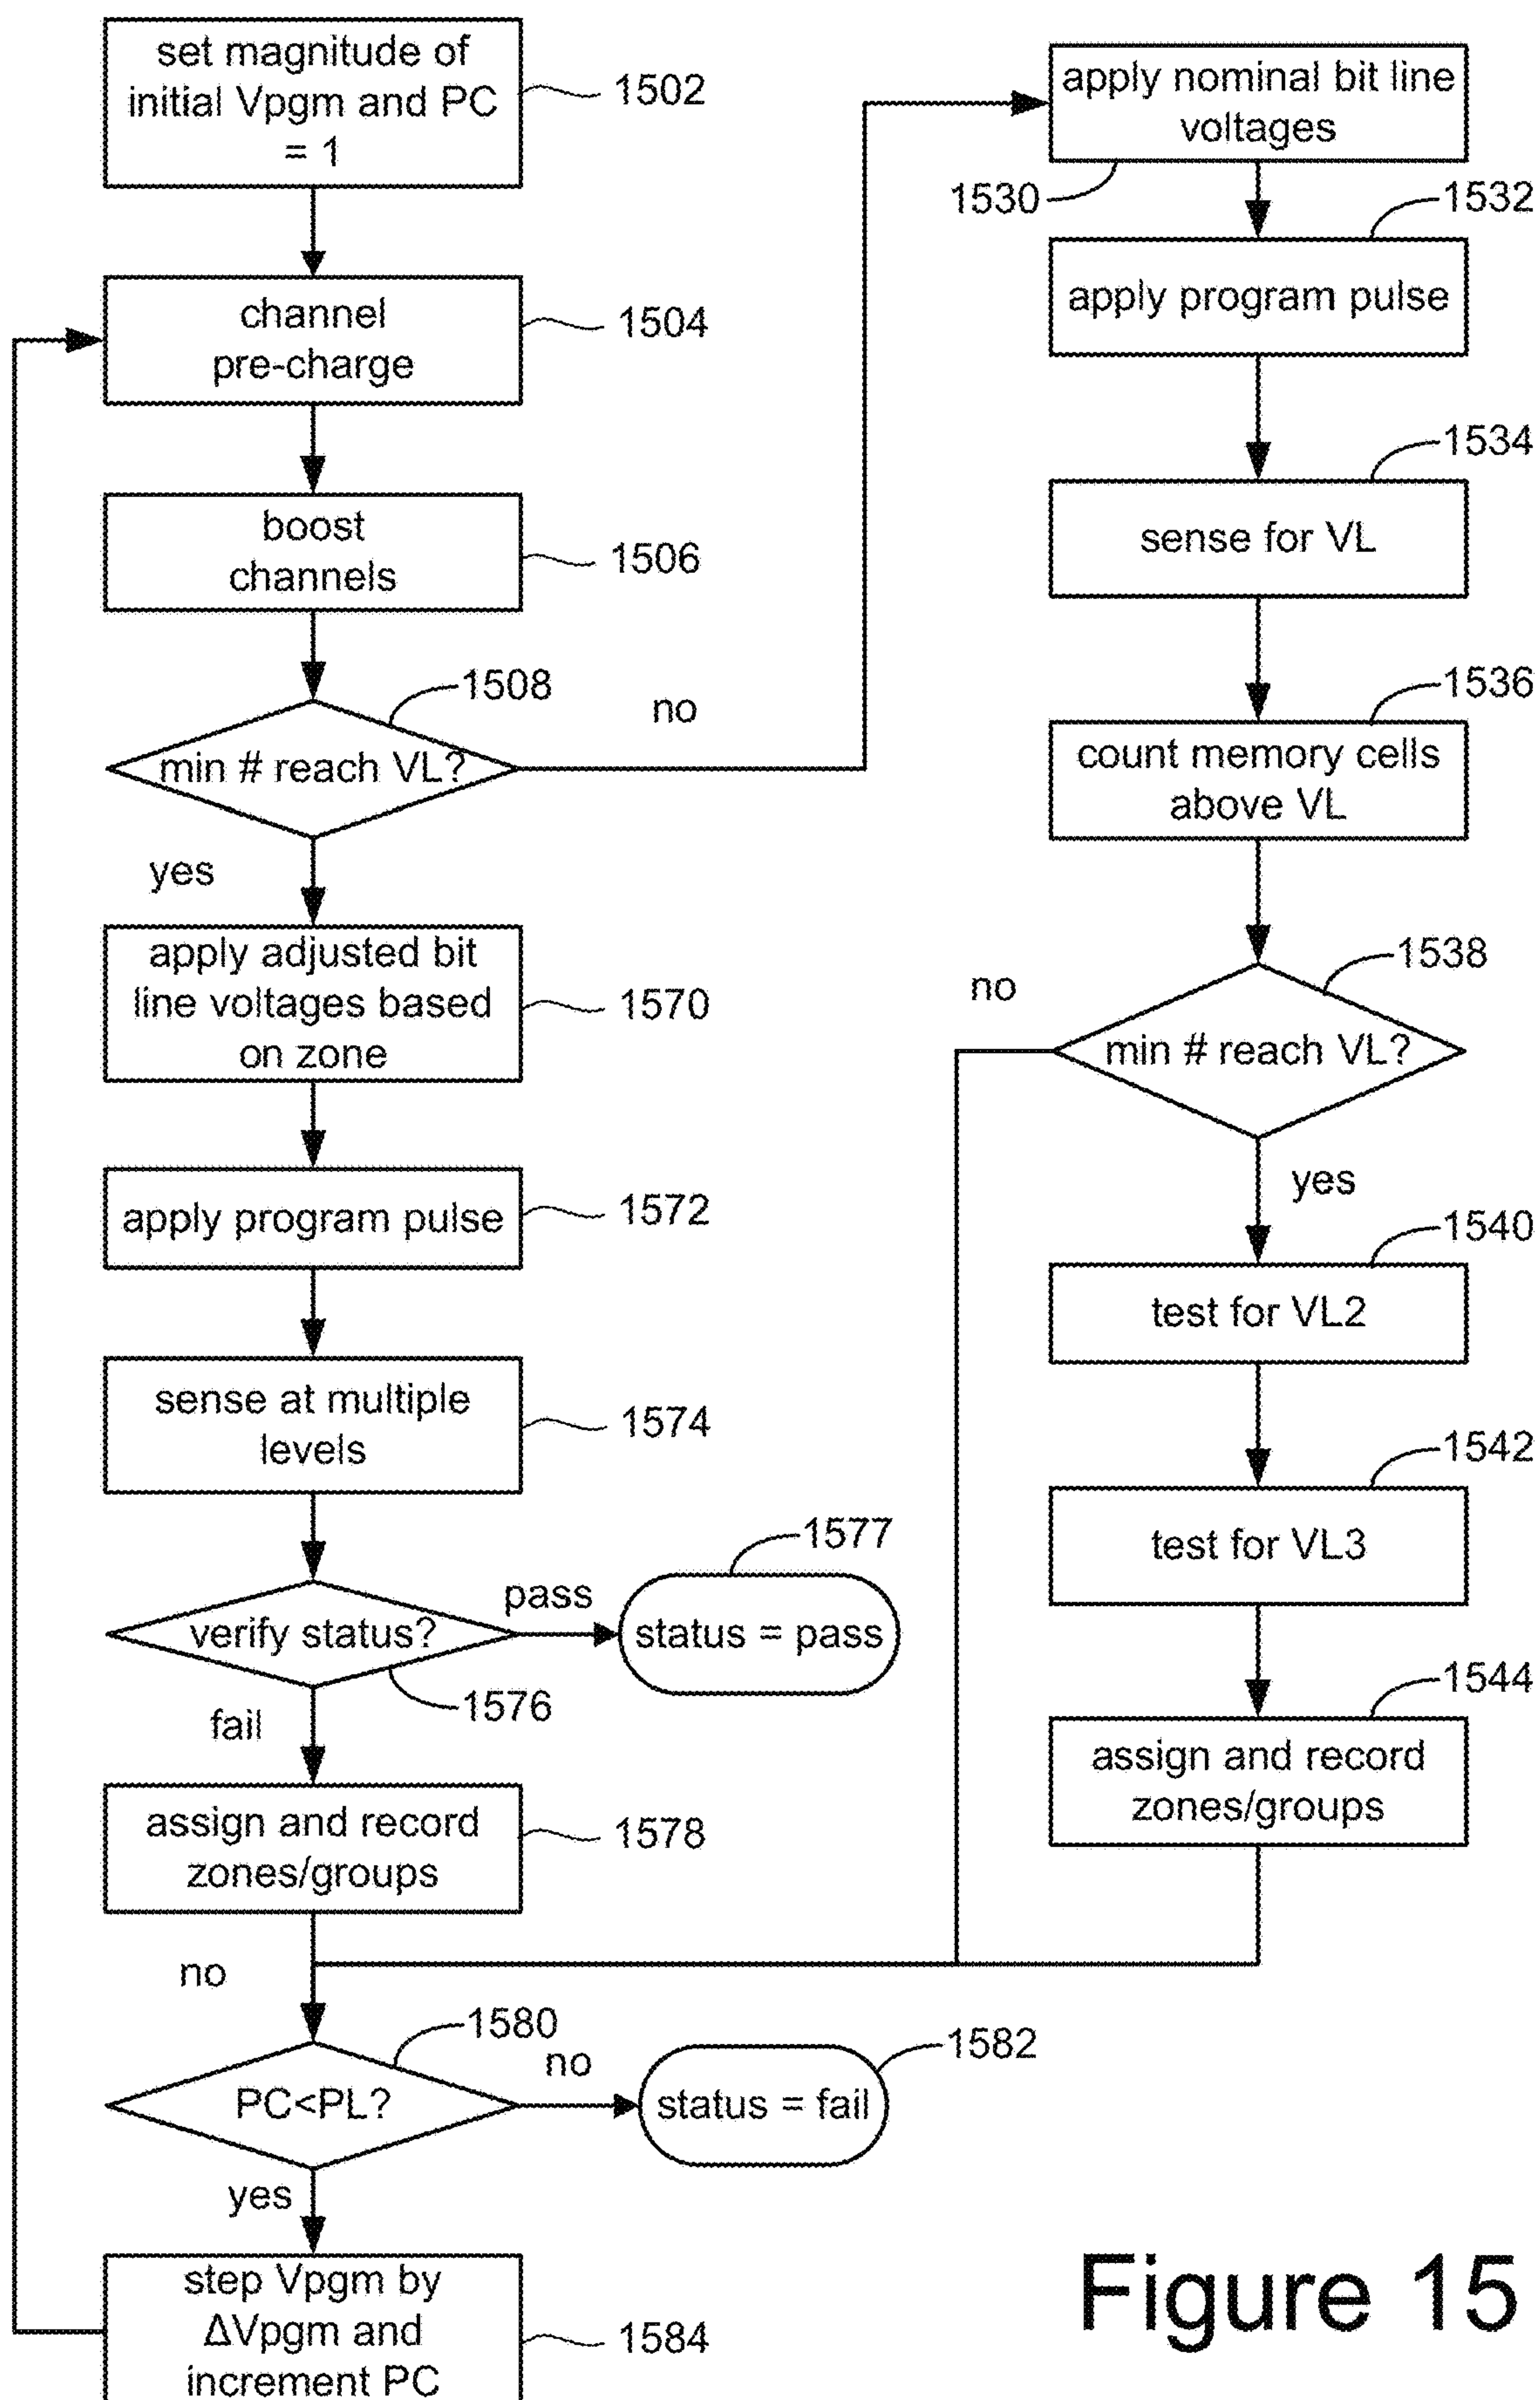 set magnitude of
initial Vpgm and PC
= 1
1502
channel
pre-charge
1504
boost
channels
1506
min # reach VL?
1508
no
yes
apply adjusted bit
line voltages based
on zone
1570
apply program pulse
1572
sense at multiple
levels
1574
verify status?
1576
pass
status = pass
1577
fail
assign and record
zones/groups
1578
no
PC<PL?
1580
no
status = fail
1582
yes
step Vpgm by
ΔVpgm and
increment PC
1584
apply nominal bit line
voltages
1530
apply program pulse
1532
sense for VL
1534
count memory cells
above VL
1536
min # reach VL?
1538
no
yes
test for VL2
1540
test for VL3
1542
assign and record
zones/groups
1544
Figure 15